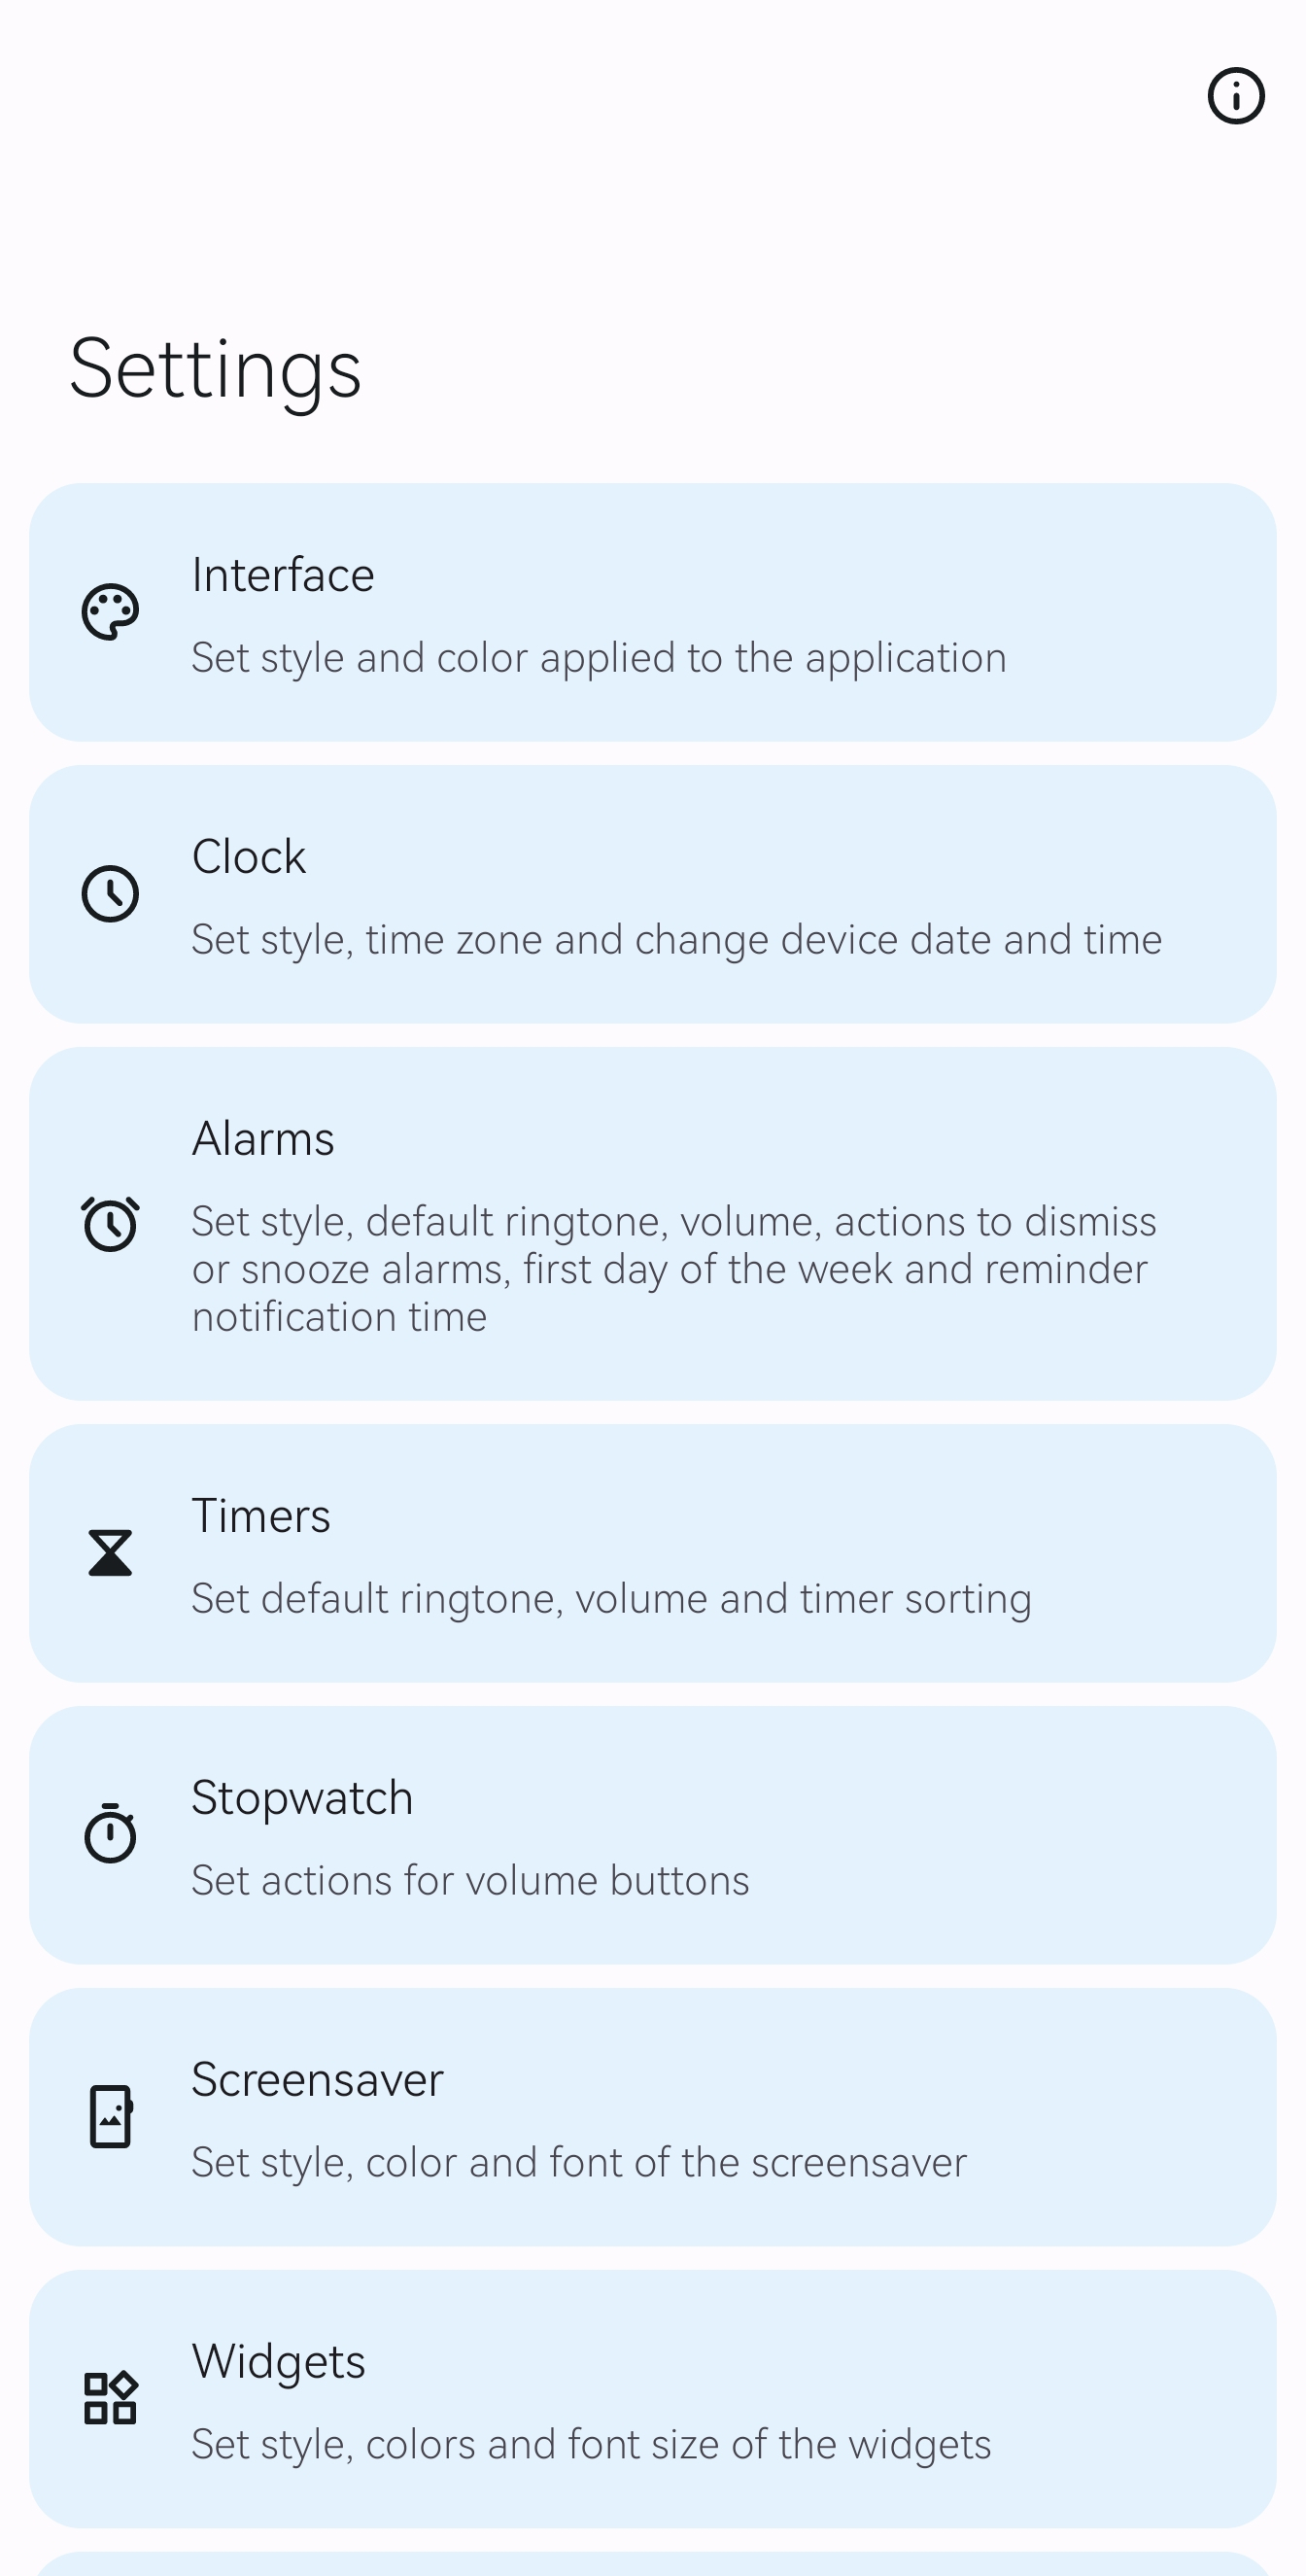 Settings
Interface
Set style and color applied to the application
Clock
Set style, time zone and change device date and time
Alarms
Set style, default ringtone, volume, actions to dismiss
or snooze alarms, first day of the week and reminder
notification time
Timers
Set default ringtone, volume and timer sorting
Stopwatch
Set actions for volume buttons
Screensaver
Set style, color and font of the screensaver
Widgets
Set style, colors and font size of the widgets